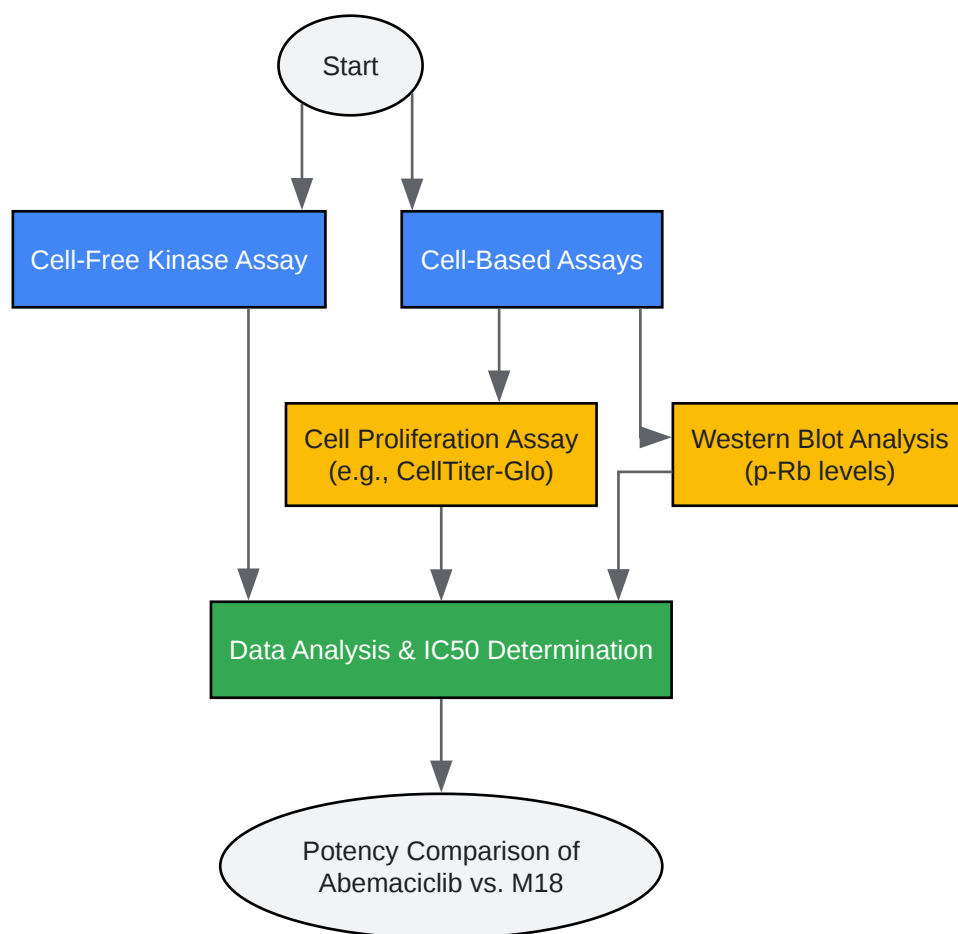 Start
Cell-Free Kinase Assay
Cell-Based Assays
Cell Proliferation Assay
(e.g., CellTiter-Glo)
Western Blot Analysis
(p-Rb levels)
Data Analysis & IC50 Determination
Potency Comparison of
Abemaciclib vs. M18